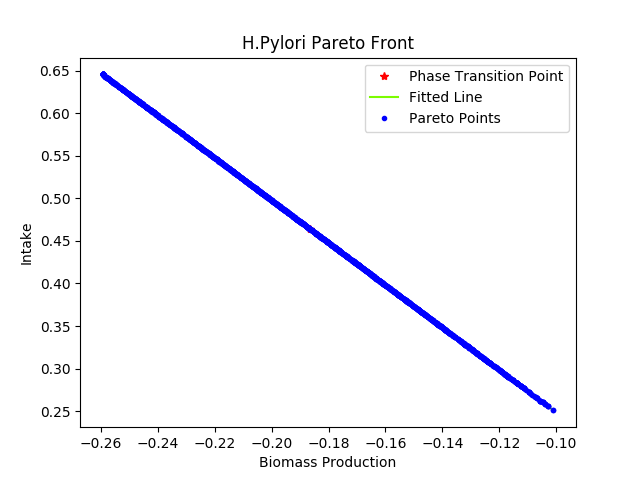 H.Pylori Pareto Front
Phase Transition Point
Fitted Line
Pareto Points
0.65
0.60
0.55
0.50
0.45
0.40
0.35
0.30
0.25
Intake
−0.26 −0.24 −0.22 −0.20 −0.18 −0.16 −0.14 −0.12 −0.10
Biomass Production